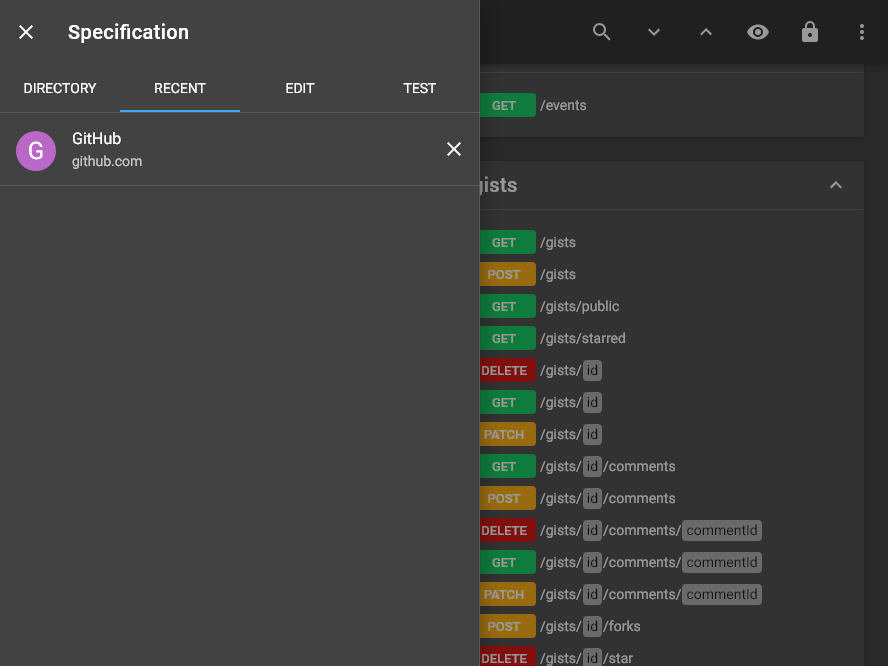 Specification
DIRECTORY RECENT EDIT TEST
G
GitHub
github.com
GET /events
gists
GET /gists
POST /gists
GET /gists/public
GET /gists/starred
DELETE /gists/ id
GET /gists/ id
PATCH /gists/ id
GET /gists/ id /comments
POST /gists/ id /comments
DELETE /gists/ id /comments/ commentId
GET /gists/ id /comments/ commentId
PATCH /gists/ id /comments/ commentId
POST /gists/ id /forks
DELETE /gists/ id /star